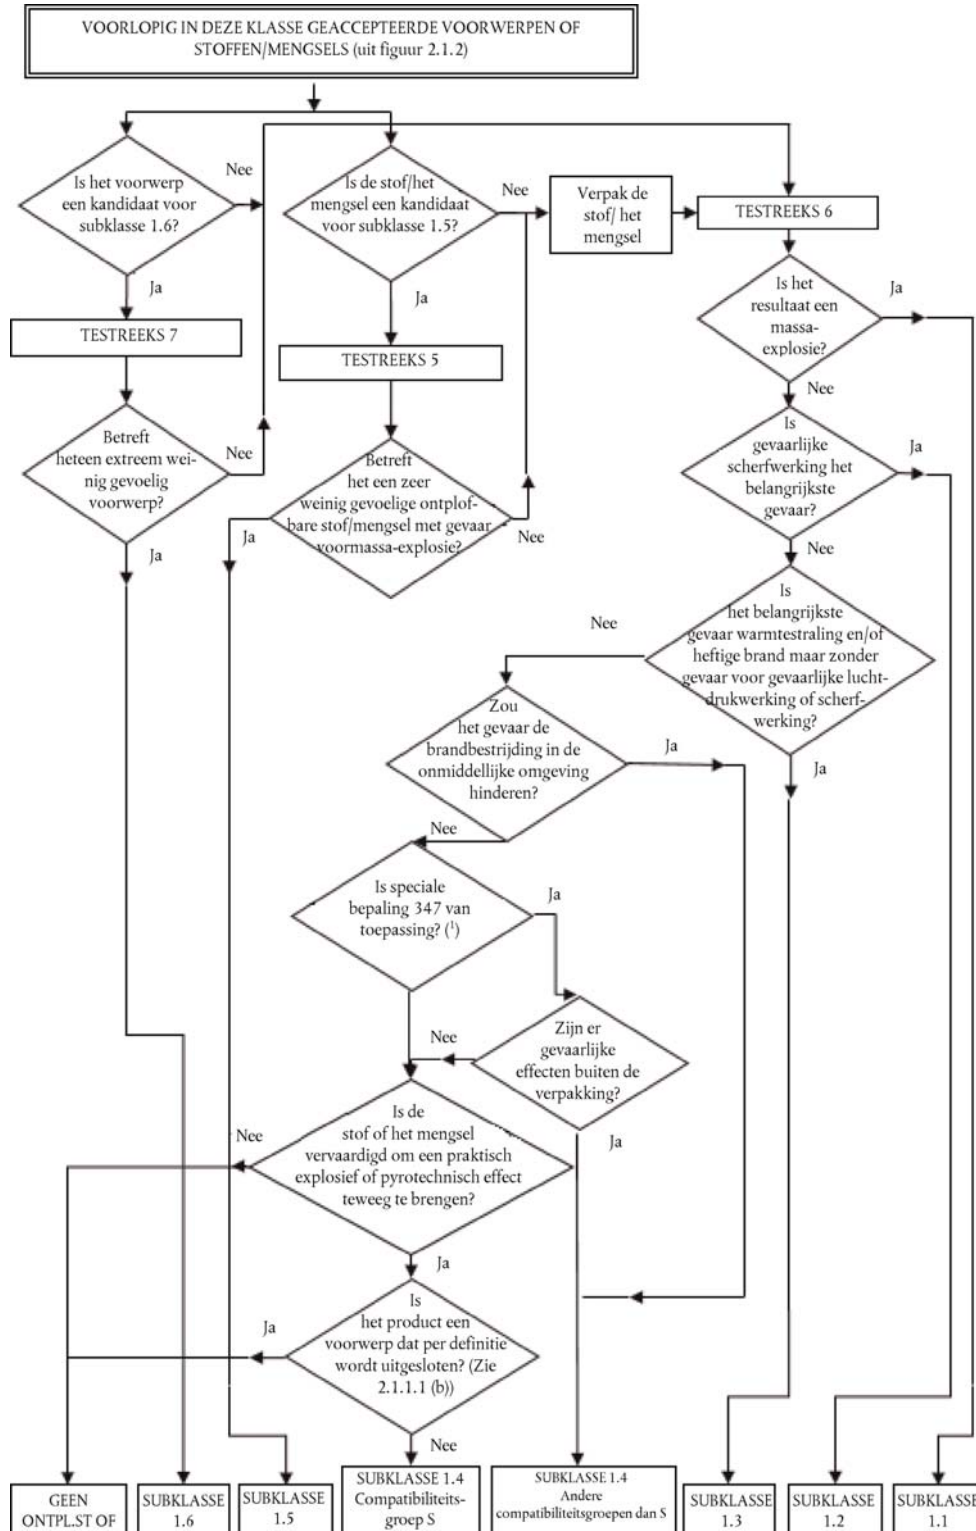 VOORLOPIG IN DEZE KLASSE GEACCEPTEERDE VOORWERPEN OF
STOFFEN/MENGSELS (uit figuur 2.1.2)
Is het voorwerp
een kandidaat voor
subklasse 1.6?
Nee
Ja
Is de stof/het
mengsel een kandidaat
voor subklasse 1.5?
Nee
Ja
Verpak de
stof/ het
mengsel
TESTREEKS 6
TESTREEKS 7
TESTREEKS 5
Is het
resultaat een
massa-
explosie?
Ja
Nee
Betreft
heteen extreem wei-
nig gevoelig
voorwerp?
Nee
Ja
Betreft
het een zeer
weinig gevoelige ontplof-
bare stof/mengsel met gevaar
voormassa-explosie?
Ja
Nee
Is
gevaarlijke
scherfwerking het
belangrijkste
gevaar?
Ja
Nee
Is
het belangrijkste
gevaar warmtestraling en/of
heftige brand maar zonder
gevaar voor gevaarlijke lucht-
drukwerking of scherf-
werking?
Nee
Ja
Zou
het gevaar de
brandbestrijding in de
onmiddellijke omgeving
hinderen?
Ja
Nee
Is speciale
bepaling 347 van
toepassing? (¹)
Ja
Nee
Zijn er
gevaarlijke
effecten buiten de
verpakking?
Ja
Is de
stof of het mengsel
vervaardigd om een praktisch
explosief of pyrotechnisch effect
teweeg te brengen?
Nee
Ja
Is
het product een
voorwerp dat per definitie
wordt uitgesloten? (Zie
2.1.1.1 (b))
Ja
Nee
GEEN
ONTPL.ST OF
SUBKLASSE
1.6
SUBKLASSE
1.5
SUBKLASSE 1.4
Compatibiliteits-
groep S
SUBKLASSE 1.4
Andere
compatibiliteitsgroepen dan S
SUBKLASSE
1.3
SUBKLASSE
1.2
SUBKLASSE
1.1